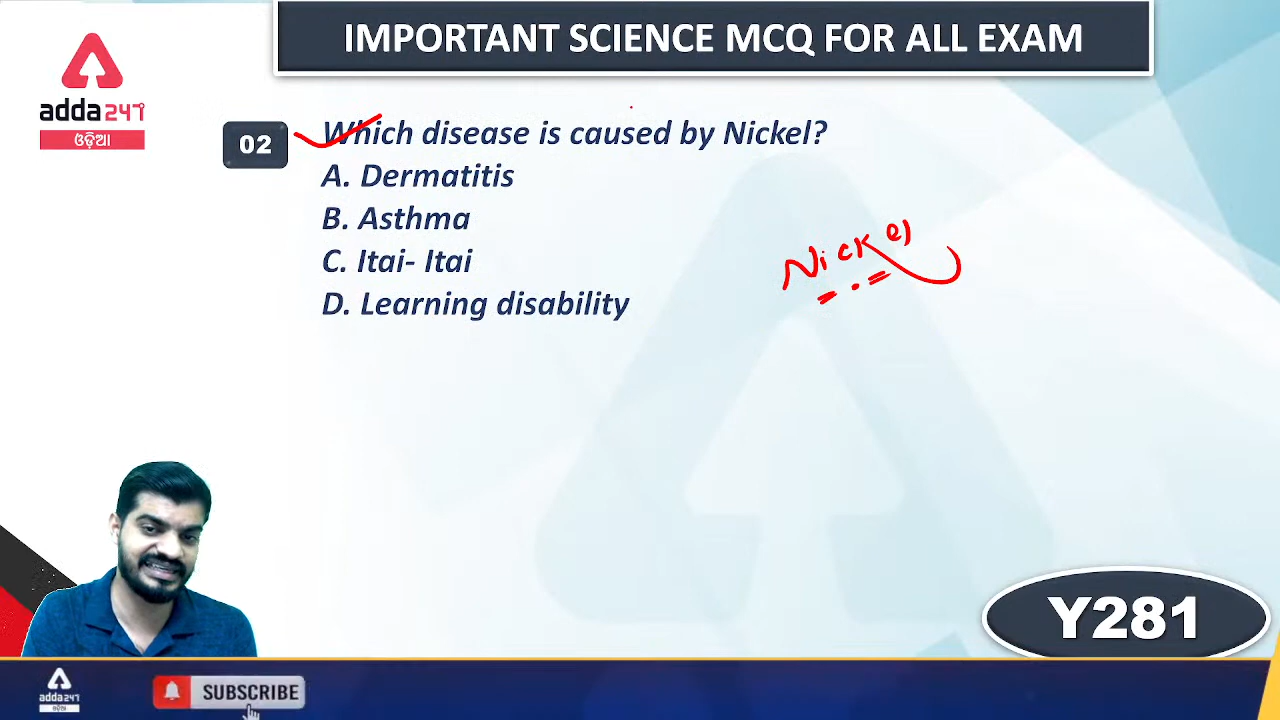 IMPORTANT SCIENCE MCQ FOR ALL EXAM
adda247
ଓଡ଼ିଆ
02
Which disease is caused by Nickel?
A. Dermatitis
B. Asthma
C. Itai- Itai
D. Learning disability
Nickel
Y281
adda247
ଓଡ଼ିଆ
SUBSCRIBE